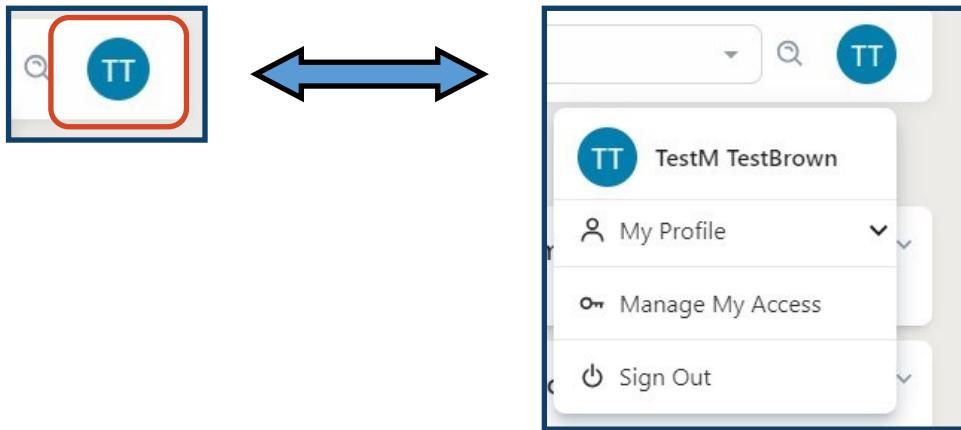 TT
TT
TT TestM TestBrown
My Profile
Manage My Access
Sign Out